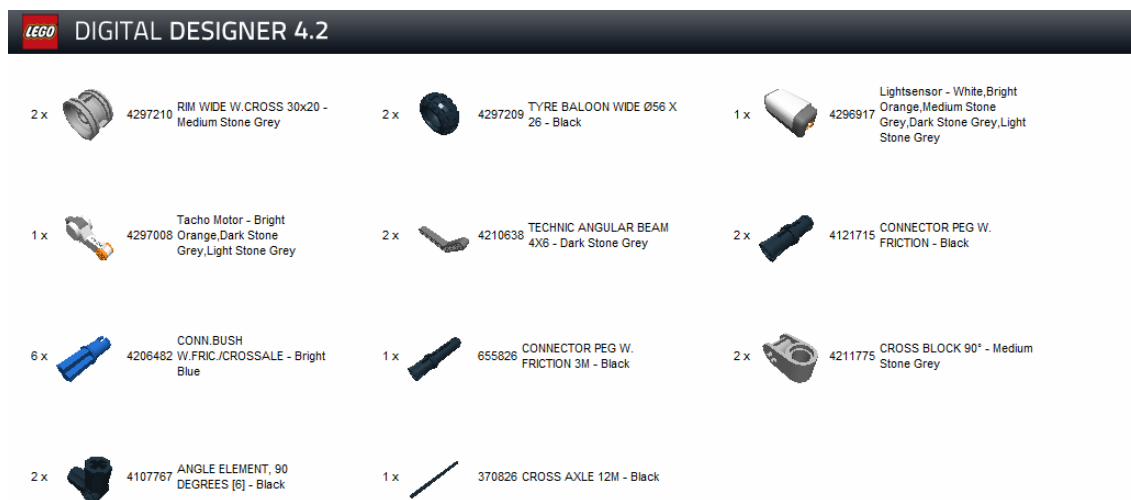 LEGO DIGITAL DESIGNER 4.2
2 x 4297210 RIM WIDE W.CROSS 30x20 -
Medium Stone Grey
2 x 4297209 TYRE BALOON WIDE Ø56 X
26 - Black
1 x 4296917 Lightsensor - White,Bright
Orange,Medium Stone
Grey,Dark Stone Grey,Light
Stone Grey
1 x 4297008 Tacho Motor - Bright
Orange,Dark Stone
Grey,Light Stone Grey
2 x 4210638 TECHNIC ANGULAR BEAM
4X6 - Dark Stone Grey
2 x 4121715 CONNECTOR PEG W.
FRICTION - Black
6 x 4206482 CONN.BUSH
W.FRIC./CROSSALE - Bright
Blue
1 x 655826 CONNECTOR PEG W.
FRICTION 3M - Black
2 x 4211775 CROSS BLOCK 90° - Medium
Stone Grey
2 x 4107767 ANGLE ELEMENT, 90
DEGREES [6] - Black
1 x 370826 CROSS AXLE 12M - Black